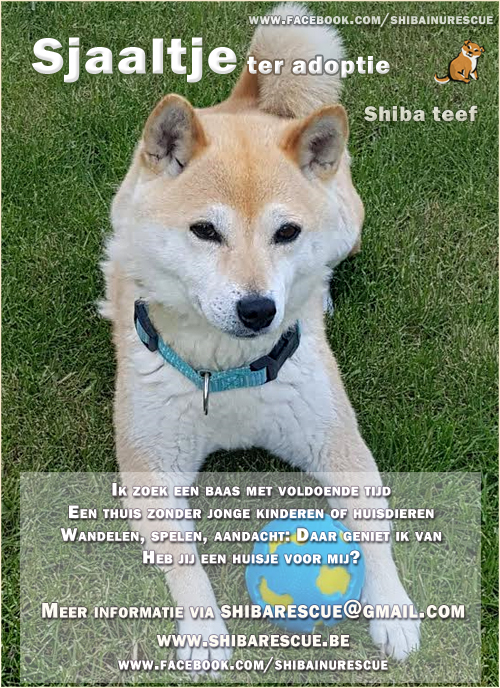 www.facebook.com/shibainurescue
Sjaaltje ter adoptie
Shiba teef
Ik zoek een baas met voldoende tijd
Een thuis zonder jonge kinderen of huisdieren
Wandelen, spelen, aandacht: Daar geniet ik van
Heb jij een huisje voor mij?
Meer informatie via shibarescue@gmail.com
www.shibarescue.be
www.facebook.com/shibainurescue